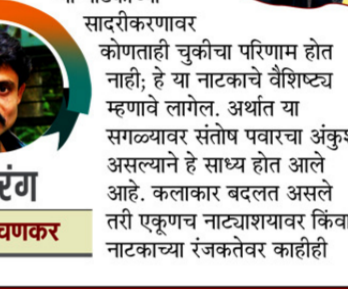 सादरीकरणावर
कोणताही चुकीचा परिणाम होत
नाही; हे या नाटकाचे वैशिष्ट्य
म्हणावे लागेल. अर्थात या
सगळ्यावर संतोष पवारचा अंकुश
असल्याने हे साध्य होत आले
आहे. कलाकार बदलत असले
तरी एकूणच नाट्याशयावर किंवा
नाटकाच्या रंजकतेवर काहीही
रंग
चणकर